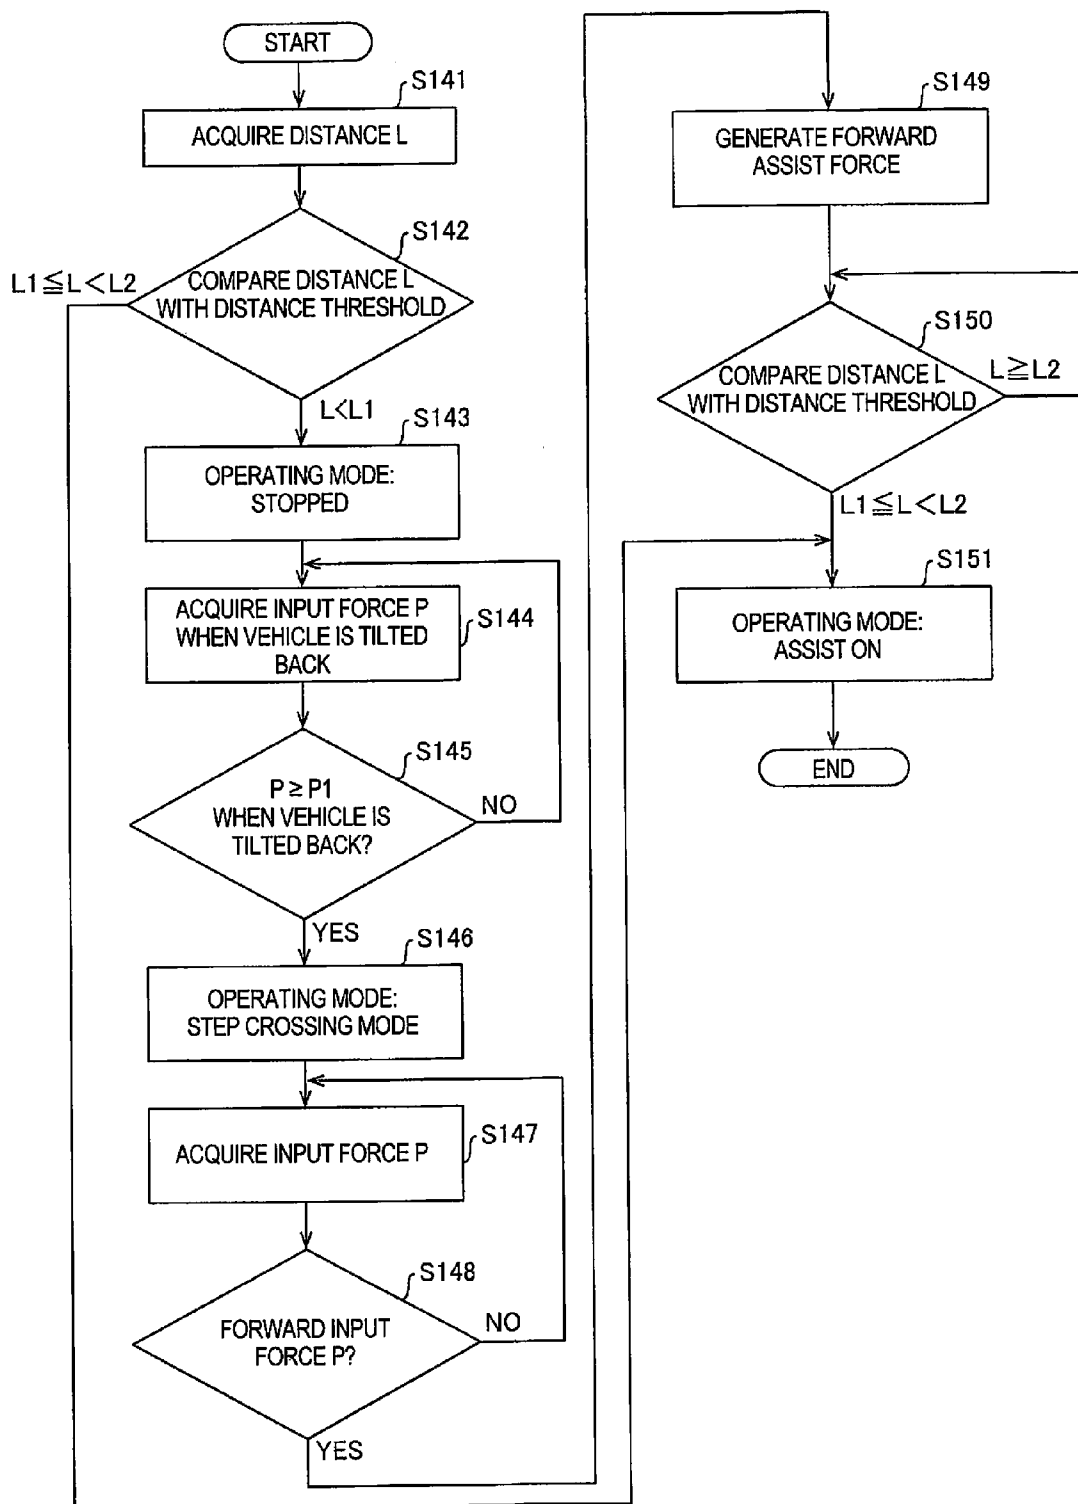 START
S141
ACQUIRE DISTANCE L
S142
L1≦L<L2
COMPARE DISTANCE L
WITH DISTANCE THRESHOLD
L<L1
S143
OPERATING MODE:
STOPPED
ACQUIRE INPUT FORCE P
WHEN VEHICLE IS TILTED
BACK
S144
S145
P≥P1
WHEN VEHICLE IS
TILTED BACK?
NO
YES
S146
OPERATING MODE:
STEP CROSSING MODE
ACQUIRE INPUT FORCE P
S147
S148
FORWARD INPUT
FORCE P?
NO
YES
S149
GENERATE FORWARD
ASSIST FORCE
S150
COMPARE DISTANCE L
WITH DISTANCE THRESHOLD
L≧L2
L1≦L<L2
S151
OPERATING MODE:
ASSIST ON
END